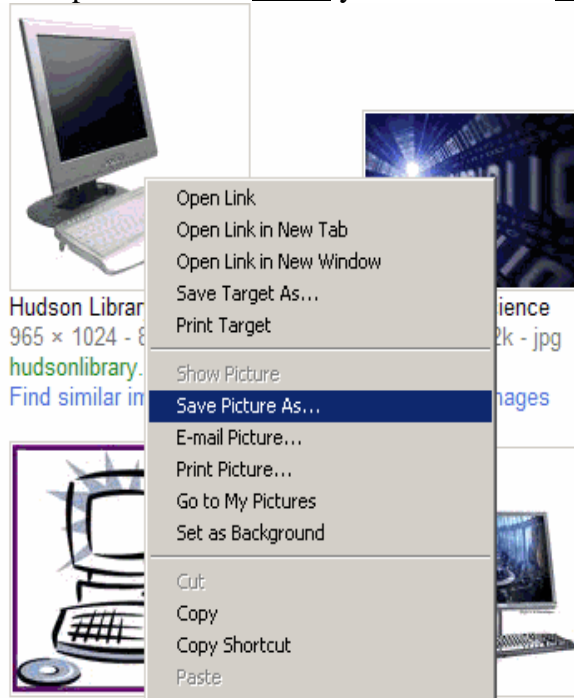 Open Link
Open Link in New Tab
Open Link in New Window
Save Target As...
Print Target
Hudson Librar
ience
965 × 1024 - 8
2k - jpg
hudsonlibrary.
Show Picture
Find similar im
ages
Save Picture As...
E-mail Picture...
Print Picture...
Go to My Pictures
Set as Background
Cut
Copy
Copy Shortcut
Paste